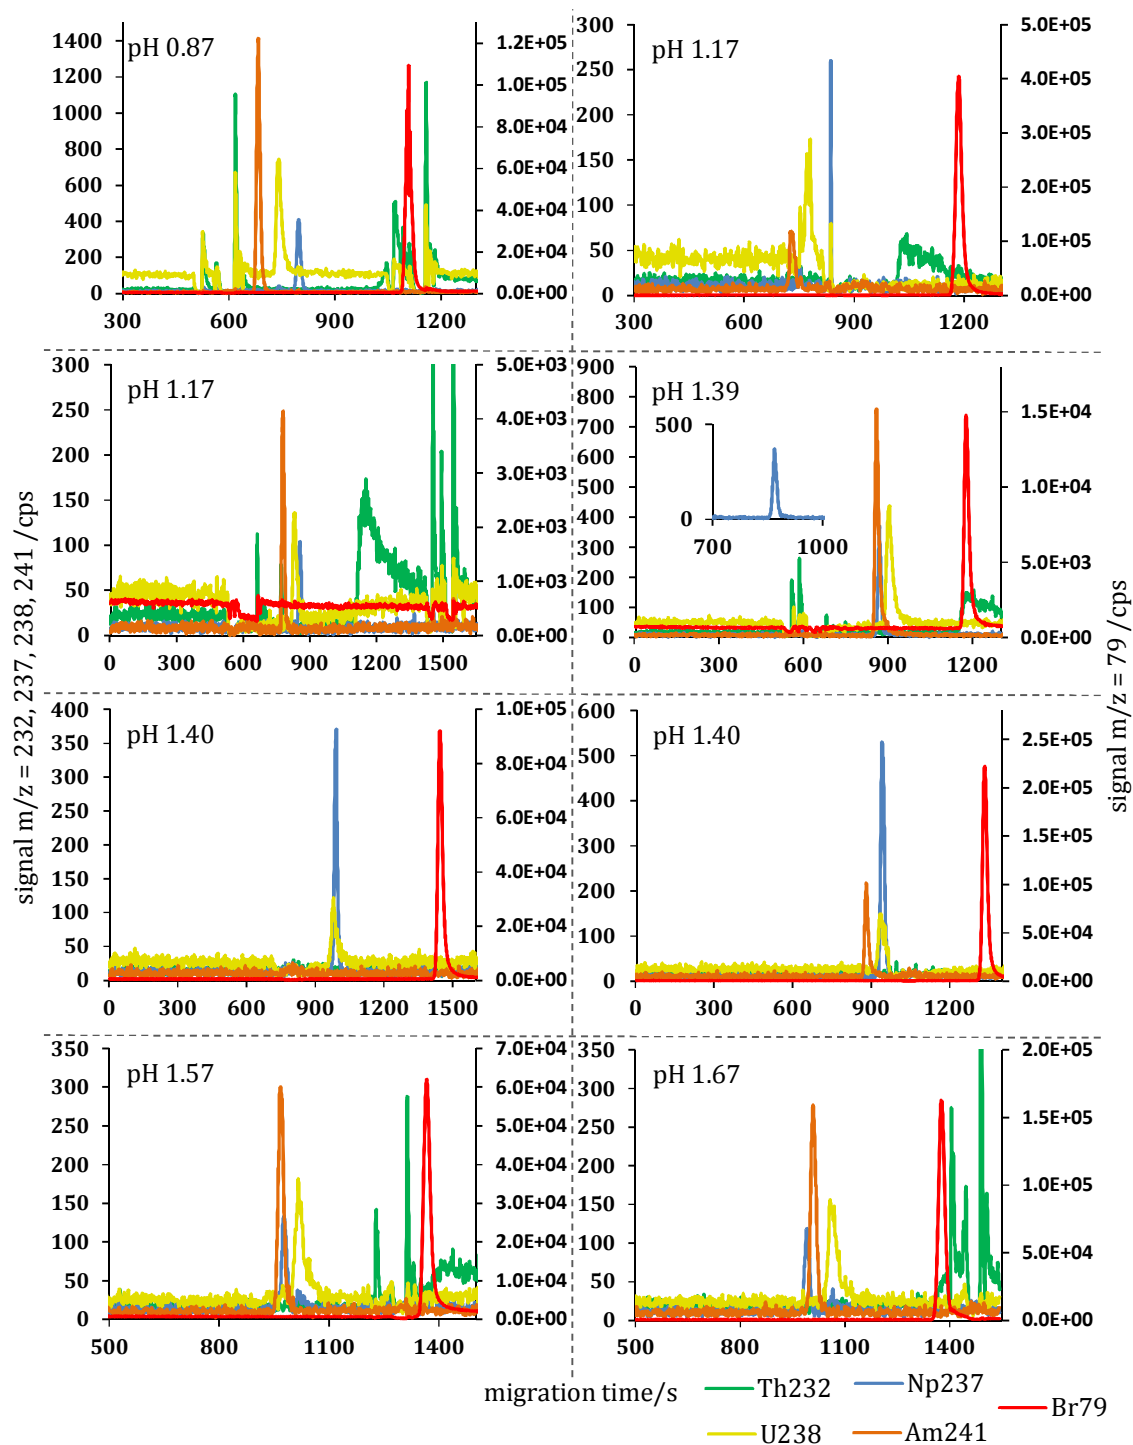 pH 0.87
1400
1200
1000
800
600
400
200
0
1.2E+05
1.0E+05
8.0E+04
6.0E+04
4.0E+04
2.0E+04
0.0E+00
300 600 900 1200
pH 1.17
300
250
200
150
100
50
0
5.0E+05
4.0E+05
3.0E+05
2.0E+05
1.0E+05
0.0E+00
300 600 900 1200
pH 1.17
300
250
200
150
100
50
0
5.0E+03
4.0E+03
3.0E+03
2.0E+03
1.0E+03
0.0E+00
0 300 600 900 1200 1500
pH 1.39
900
800
700
600
500
400
300
200
100
0
500
0
700 1000
1.5E+04
1.0E+04
5.0E+03
0.0E+00
0 300 600 900 1200
pH 1.40
400
350
300
250
200
150
100
50
0
1.0E+05
8.0E+04
6.0E+04
4.0E+04
2.0E+04
0.0E+00
0 300 600 900 1200 1500
pH 1.40
600
500
400
300
200
100
0
2.5E+05
2.0E+05
1.5E+05
1.0E+05
5.0E+04
0.0E+00
0 300 600 900 1200
pH 1.57
350
300
250
200
150
100
50
0
7.0E+04
6.0E+04
5.0E+04
4.0E+04
3.0E+04
2.0E+04
1.0E+04
0.0E+00
500 800 1100 1400
pH 1.67
350
300
250
200
150
100
50
0
2.0E+05
1.5E+05
1.0E+05
5.0E+04
0.0E+00
500 800 1100 1400
signal m/z = 232, 237, 238, 241 /cps
signal m/z = 79 /cps
migration time/s
Th232 Np237 Br79
U238 Am241